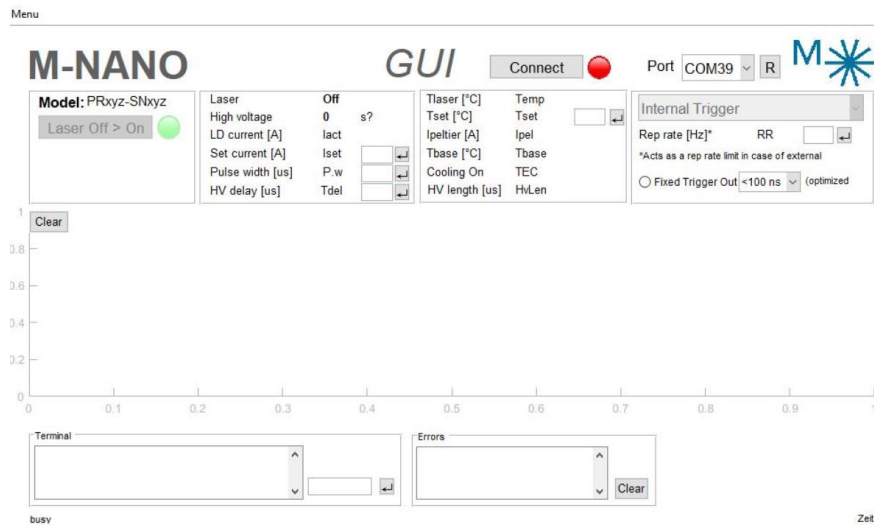 Menu
M-NANO GUI Connect Port COM39 R M
Model: PRxyz-SNxyz
Laser Off > On
Laser Off
High voltage 0 s?
LD current [A] Iact
Set current [A] Iset
Pulse width [us] P.w
HV delay [us] Tdel
Tlaser [°C] Temp
Tset [°C] Tset
Ipeltier [A] Ipel
Tbase [°C] Tbase
Cooling On TEC
HV length [us] HvLen
Internal Trigger
Rep rate [Hz]* RR
*Acts as a rep rate limit in case of external
Fixed Trigger Out <100 ns (optimized
Clear
1
0.8
0.6
0.4
0.2
0
0 0.1 0.2 0.3 0.4 0.5 0.6 0.7 0.8 0.9 1
Terminal
Errors
Clear
busy Zeit